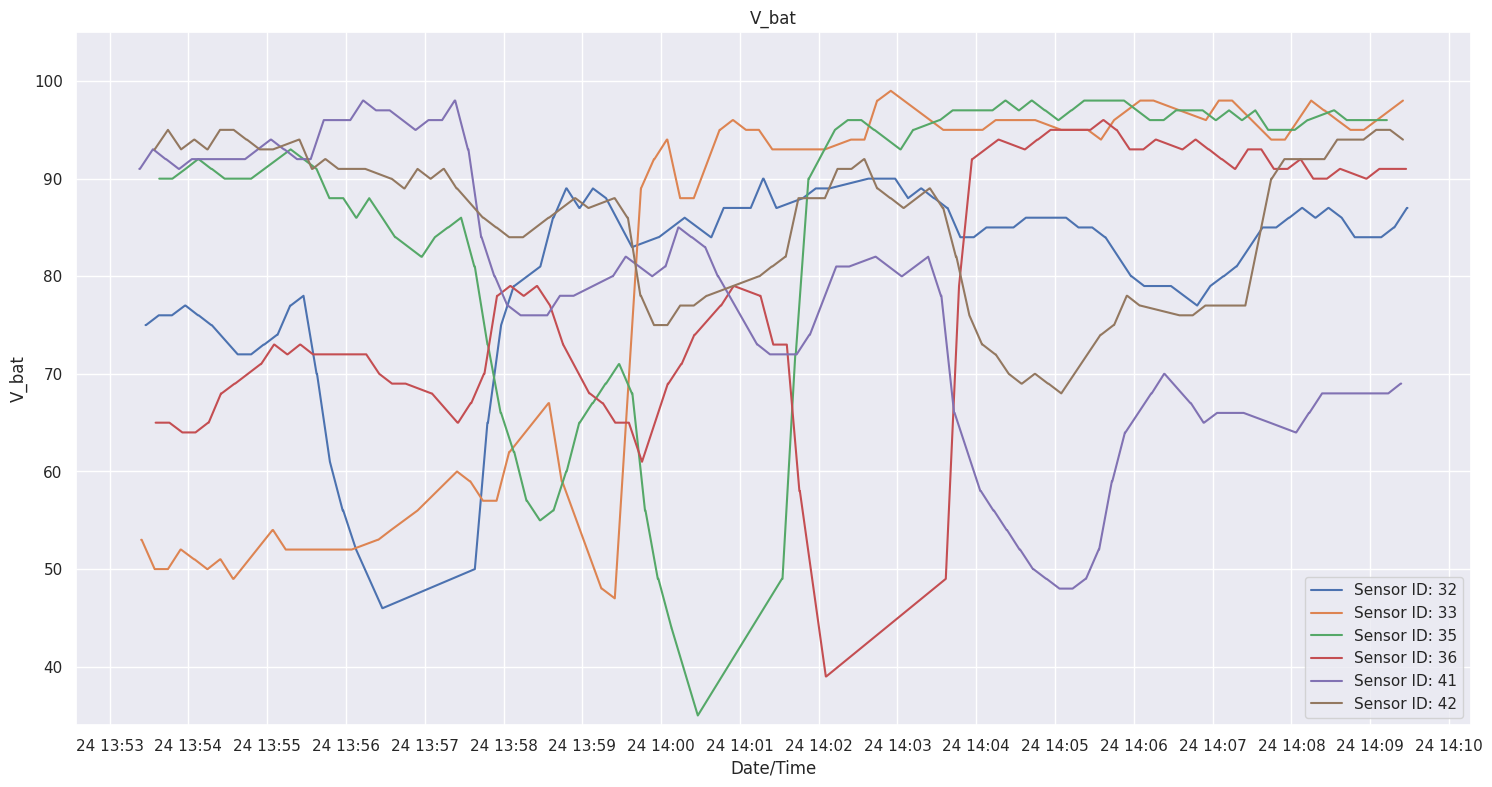 V_bat
V_bat
100
90
80
70
60
50
40
Sensor ID: 32
Sensor ID: 33
Sensor ID: 35
Sensor ID: 36
Sensor ID: 41
Sensor ID: 42
24 13:53 24 13:54 24 13:55 24 13:56 24 13:57 24 13:58 24 13:59 24 14:00 24 14:01 24 14:02 24 14:03 24 14:04 24 14:05 24 14:06 24 14:07 24 14:08 24 14:09 24 14:10
Date/Time